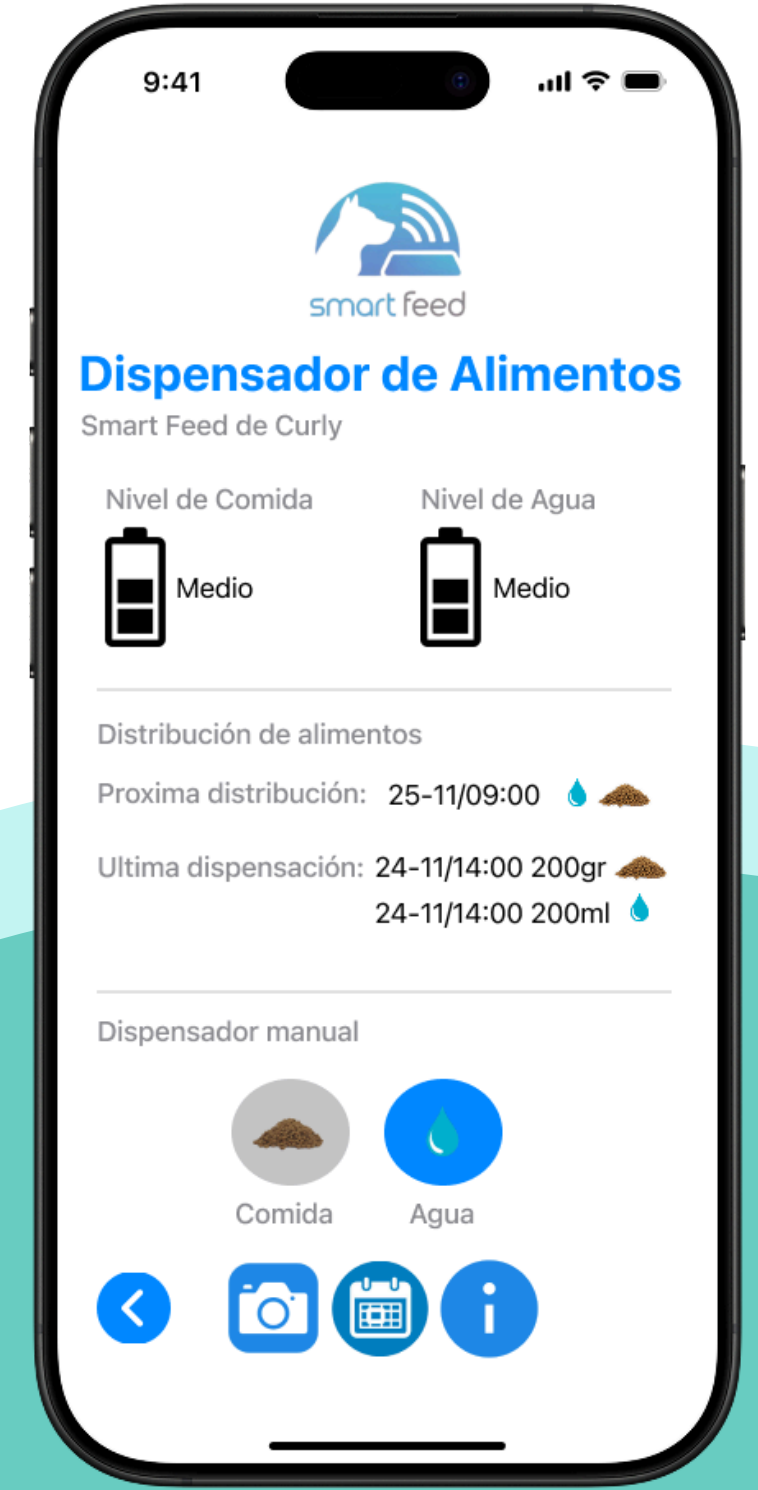 9:41
smart feed
Dispensador de Alimentos
Smart Feed de Curly
Nivel de Comida
Nivel de Agua
Medio
Medio
Distribución de alimentos
Proxima distribución: 25-11/09:00
Ultima dispensación: 24-11/14:00 200gr
24-11/14:00 200ml
Dispensador manual
Comida
Agua